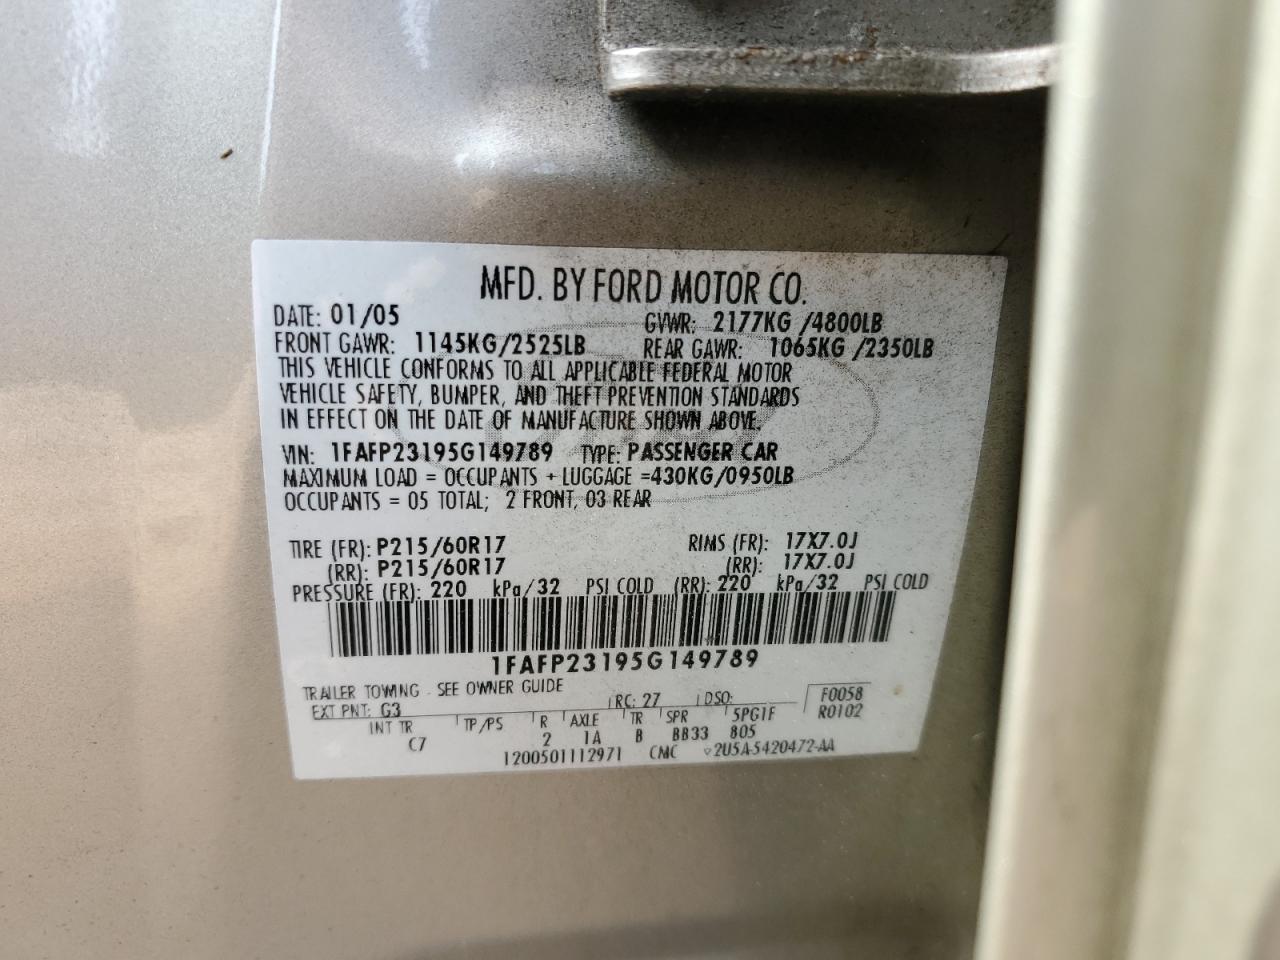 MFD. BY FORD MOTOR CO.
DATE: 01/05 GVWR: 2177KG /4800LB
FRONT GAWR: 1145KG/2525LB REAR GAWR: 1065KG /2350LB
THIS VEHICLE CONFORMS TO ALL APPLICABLE FEDERAL MOTOR
VEHICLE SAFETY, BUMPER, AND THEFT PREVENTION STANDARDS
IN EFFECT ON THE DATE OF MANUFACTURE SHOWN ABOVE.
VIN: 1FAFP23195G149789 TYPE: PASSENGER CAR
MAXIMUM LOAD = OCCUPANTS + LUGGAGE =430KG/0950LB
OCCUPANTS = 05 TOTAL; 2 FRONT, 03 REAR
TIRE (FR): P215/60R17 RIMS (FR): 17X7.0J
(RR): P215/60R17 (RR): 17X7.0J
PRESSURE (FR): 220 kPa/32 PSI COLD (RR): 220 kPa/32 PSI COLD
1FAFP23195G149789
TRAILER TOWING - SEE OWNER GUIDE
EXT PNT: G3 RC: 27 DSO: F0058
R0102
INT TR TP/PS R AXLE TR SPR 5PG1F
C7 2 1A B BB33 805
1200501112971 CMC 2U5A-5420472-AA